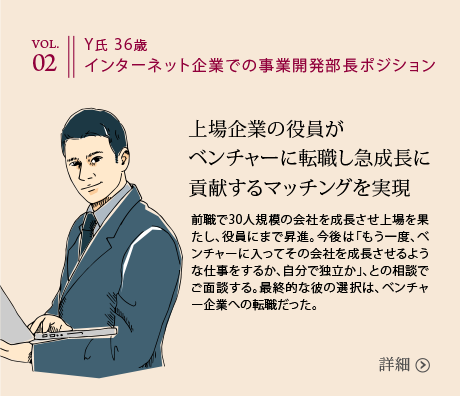 VOL.
02
Y氏 36歳
インターネット企業での事業開発部長ポジション
上場企業の役員が
ベンチャーに転職し急成長に
貢献するマッチングを実現
前職で30人規模の会社を成長させ上場を果
たし、役員にまで昇進。今後は「もう一度、ベ
ンチャーに入ってその会社を成長させるよう
な仕事をするか、自分で独立か」、との相談で
ご面談する。最終的な彼の選択は、ベンチャ
ー企業への転職だった。
詳細